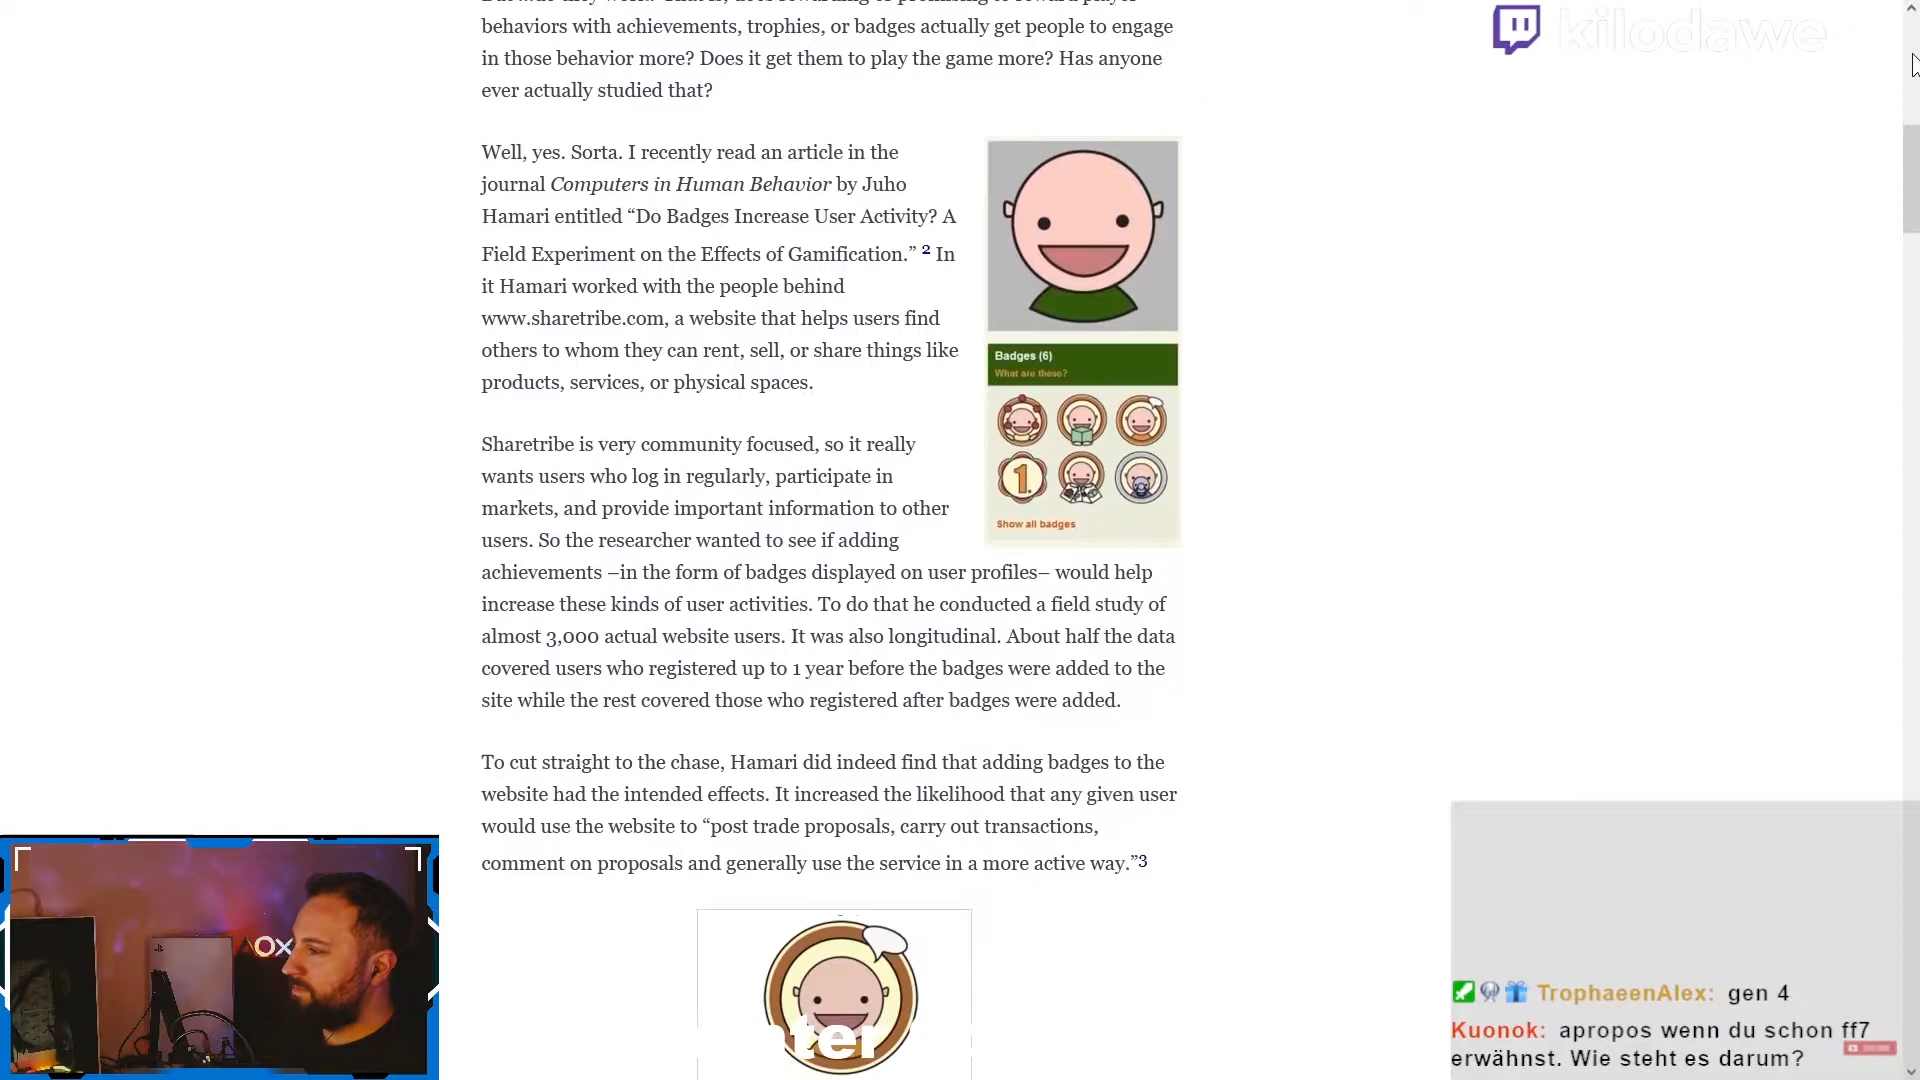 behaviors with achievements, trophies, or badges actually get people to engage
in those behavior more? Does it get them to play the game more? Has anyone
ever actually studied that?
Well, yes. Sorta. I recently read an article in the
journal Computers in Human Behavior by Juho
Hamari entitled “Do Badges Increase User Activity? A
Field Experiment on the Effects of Gamification.” 2 In
it Hamari worked with the people behind
www.sharetribe.com, a website that helps users find
others to whom they can rent, sell, or share things like
products, services, or physical spaces.
Badges (6)
What are these?
1.
Show all badges
Sharetribe is very community focused, so it really
wants users who log in regularly, participate in
markets, and provide important information to other
users. So the researcher wanted to see if adding
achievements –in the form of badges displayed on user profiles– would help
increase these kinds of user activities. To do that he conducted a field study of
almost 3,000 actual website users. It was also longitudinal. About half the data
covered users who registered up to 1 year before the badges were added to the
site while the rest covered those who registered after badges were added.
To cut straight to the chase, Hamari did indeed find that adding badges to the
website had the intended effects. It increased the likelihood that any given user
would use the website to “post trade proposals, carry out transactions,
comment on proposals and generally use the service in a more active way.”3
kilodawe
TrophaeenAlex: gen 4
Kuonok: apropos wenn du schon ff7
erwähnst. Wie steht es darum?